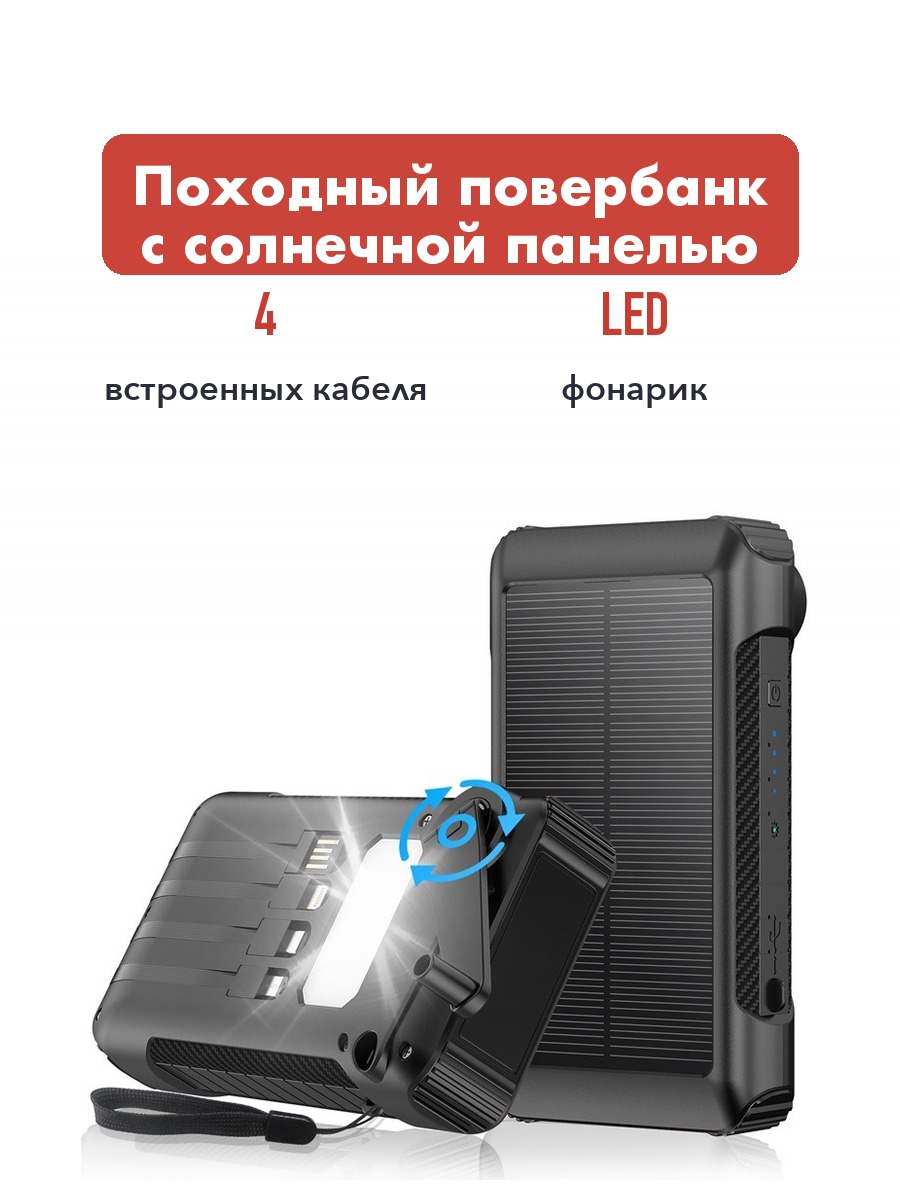 Походный повербанк
с солнечной панелью
4
LED
встроенных кабеля
фонарик